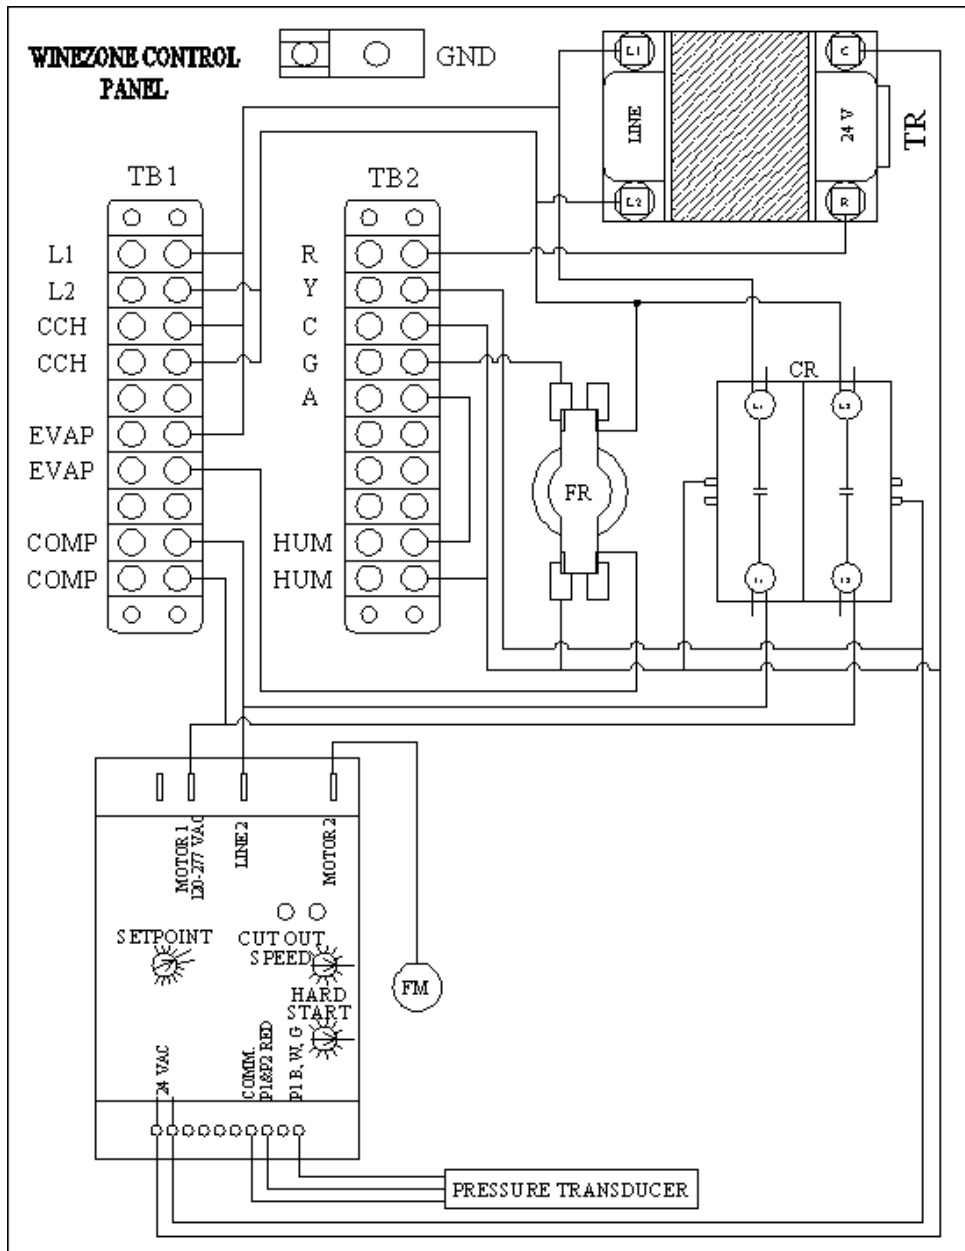 WINEZONE CONTROL
PANEL
GND
L1
C
LINE
24 V
TR
L2
R
TB1
TB2
L1
L2
CCH
CCH
EVAP
EVAP
COMP
COMP
R
Y
C
G
A
HUM
HUM
FR
CR
MOTOR 1
120-277 VAC
LINE 2
MOTOR 2
SETPOINT
CUT OUT
SPEED
HARD
START
FM
24 VAC
COMM.
P1&P2 RED
P1 B, W, G
PRESSURE TRANSDUCER